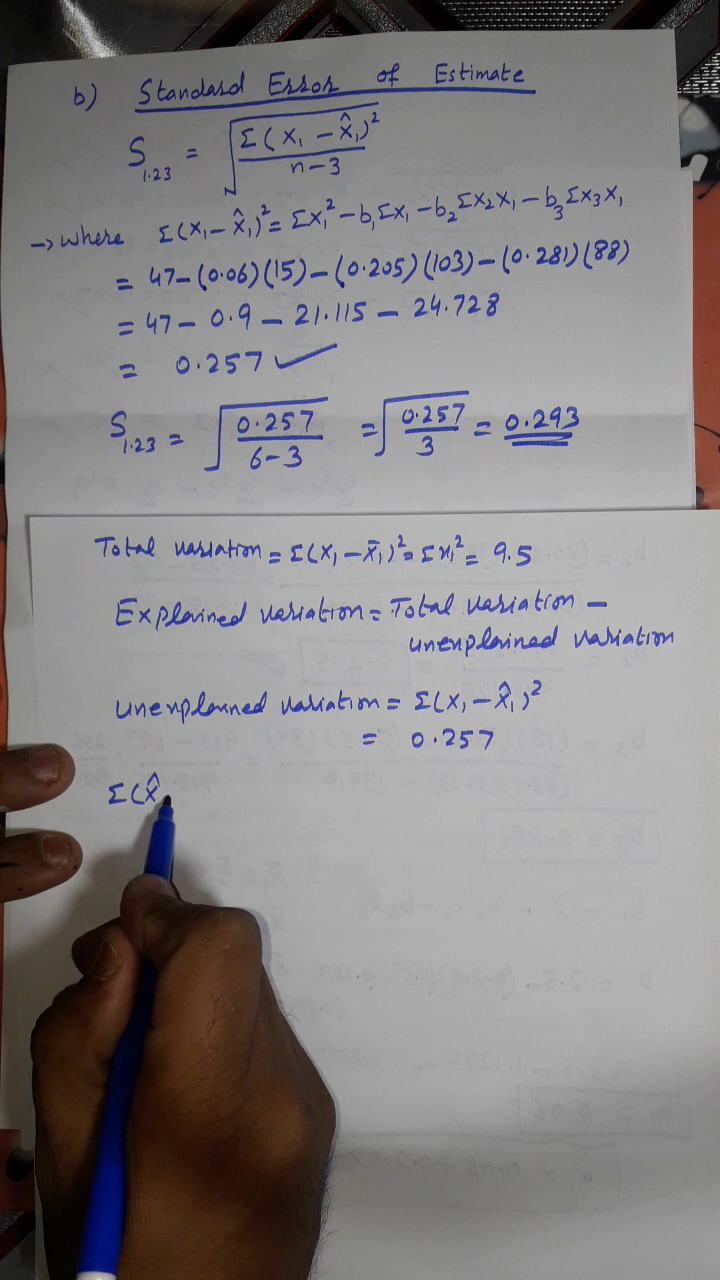 b) Standard Error of Estimate
S₁.₂₃ = √(Σ(X₁ − X̂₁)² / n−3)
→ where Σ(X₁−X̂₁)² = ΣX₁² − b₁ΣX₁ − b₂ΣX₂X₁ − b₃ΣX₃X₁
= 47−(0.06)(15)−(0.205)(103)−(0.281)(88)
= 47− 0.9 − 21.115 − 24.728
= 0.257 ✓
S₁.₂₃ = √(0.257 / 6−3) = √(0.257 / 3) = 0.293
Total variation = Σ(X₁ − X̄₁)² = Σx₁² = 9.5
Explained variation = Total variation −
unexplained variation
unexplained variation = Σ(X₁ − X̂₁)²
= 0.257
Σ(X̂